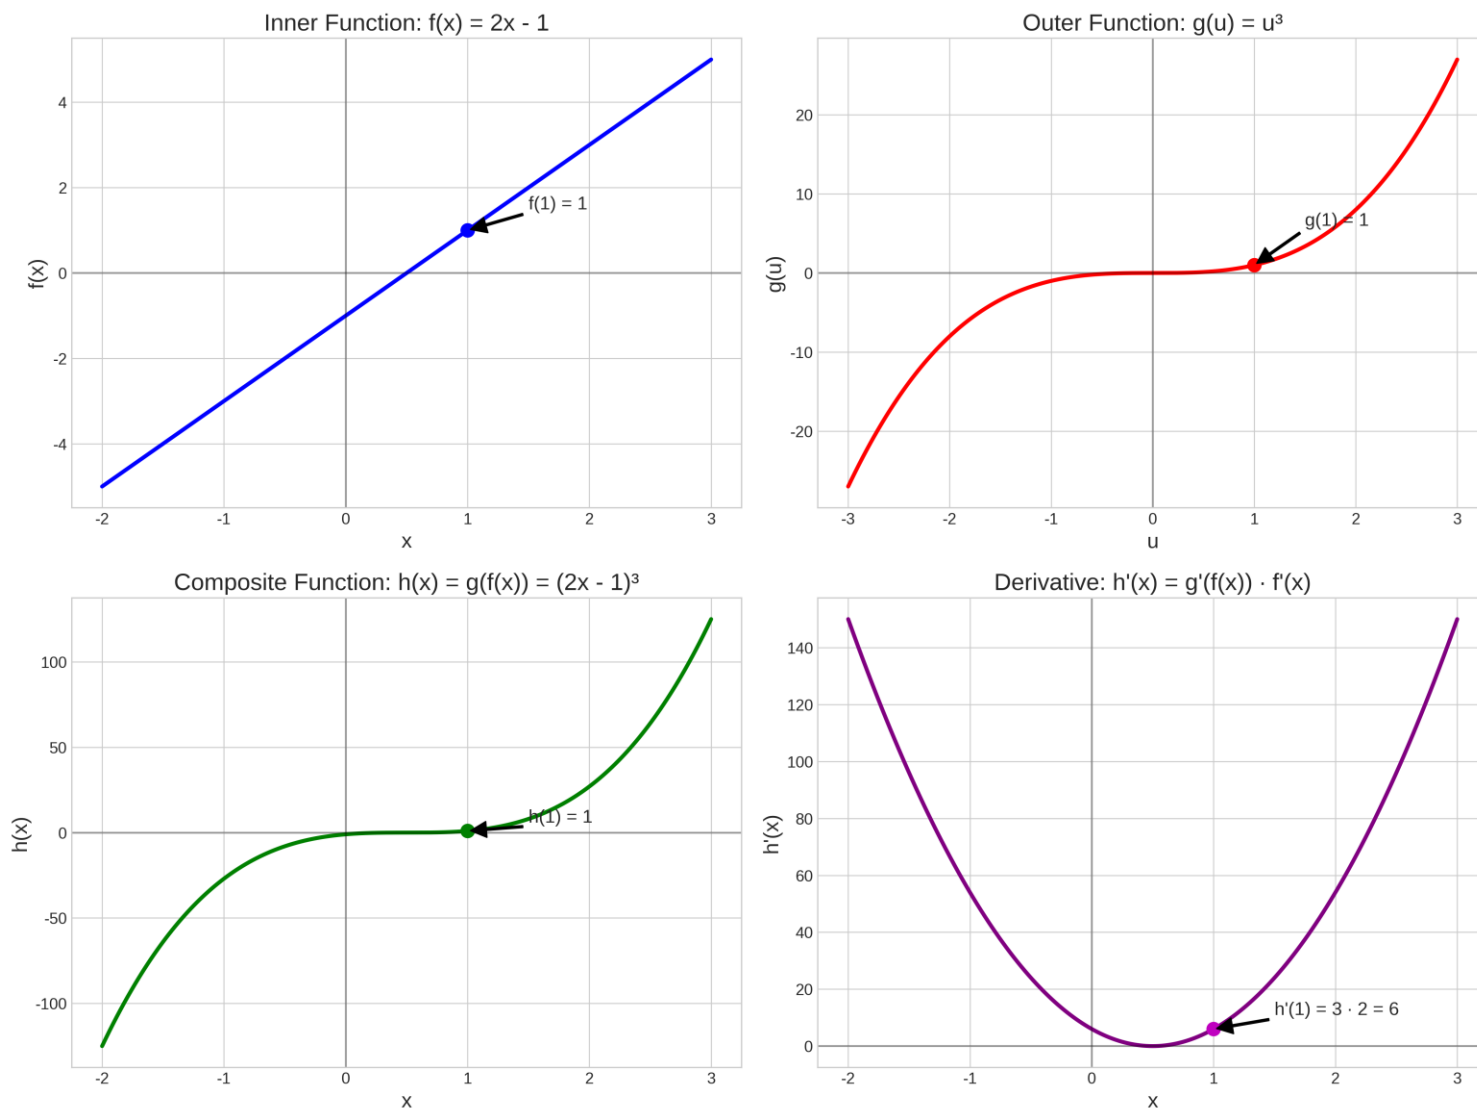 Inner Function: f(x) = 2x - 1
f(x)
4
2
0
-2
-4
f(1) = 1
-2 -1 0 1 2 3
x
Outer Function: g(u) = u³
g(u)
20
10
0
-10
-20
g(1) = 1
-3 -2 -1 0 1 2 3
u
Composite Function: h(x) = g(f(x)) = (2x - 1)³
h(x)
100
50
0
-50
-100
h(1) = 1
-2 -1 0 1 2 3
x
Derivative: h'(x) = g'(f(x)) · f'(x)
h'(x)
140
120
100
80
60
40
20
0
h'(1) = 3 · 2 = 6
-2 -1 0 1 2 3
x